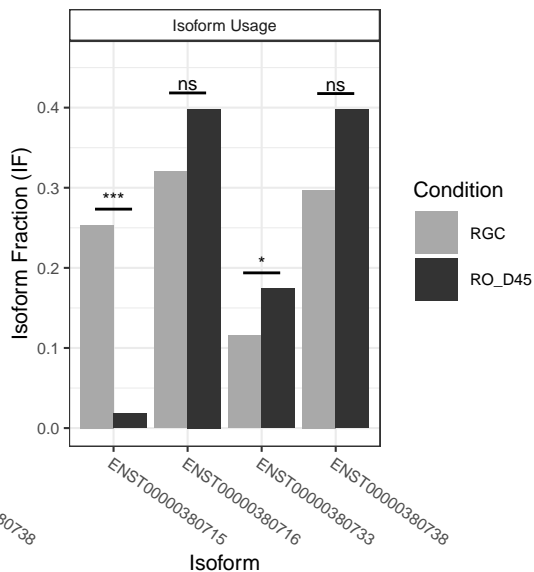 Isoform Usage
Isoform Fraction (IF)
0.4
0.3
0.2
0.1
0.0
***
ns
*
ns
Condition
RGC
RO_D45
80738
ENST00000380715
ENST00000380716
ENST00000380733
ENST00000380738
Isoform